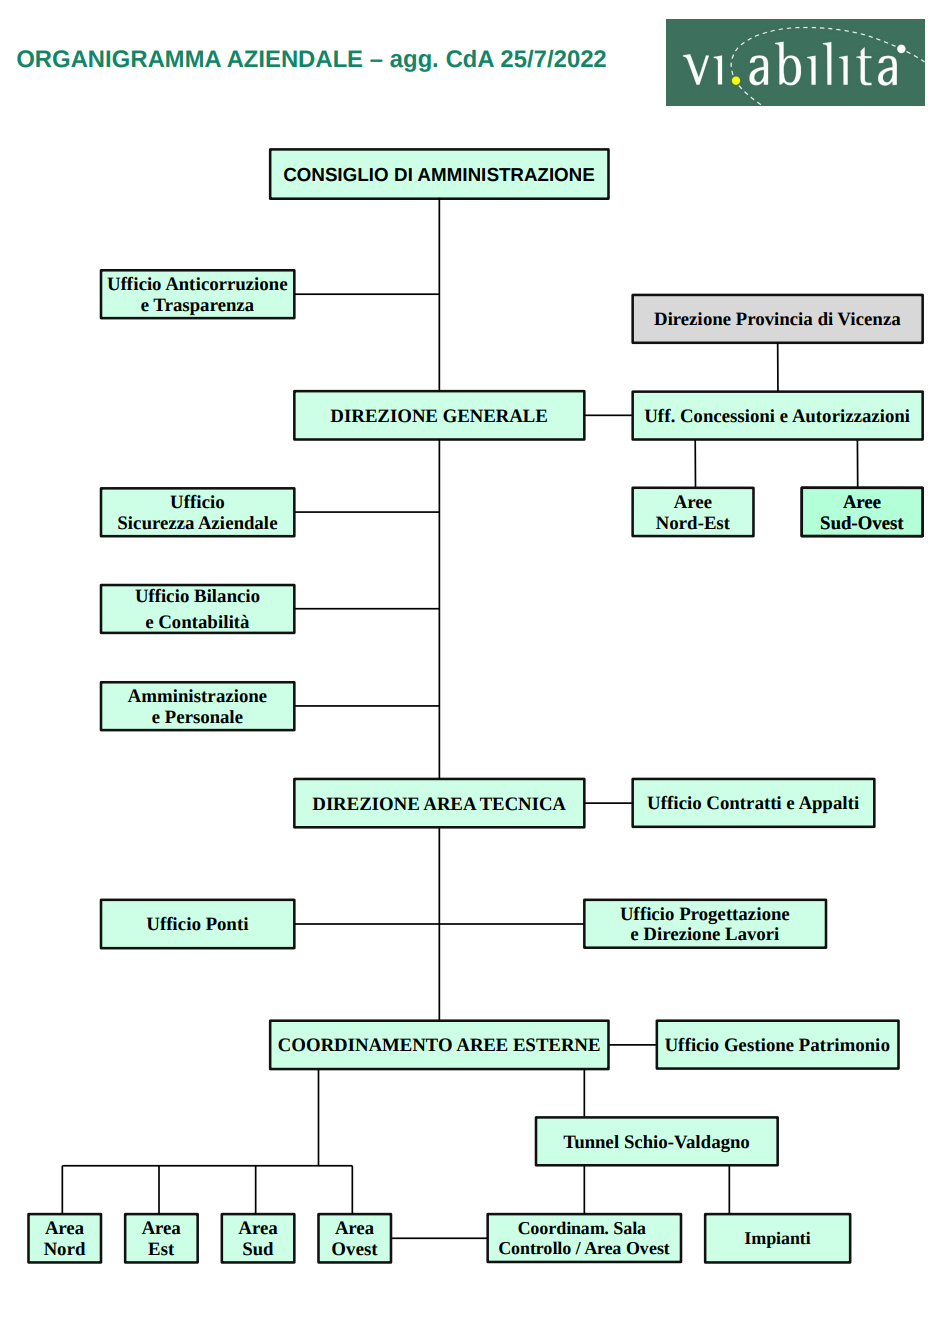 ORGANIGRAMMA AZIENDALE – agg. CdA 25/7/2022
vi.abilità
CONSIGLIO DI AMMINISTRAZIONE
Ufficio Anticorruzione
e Trasparenza
Direzione Provincia di Vicenza
DIREZIONE GENERALE
Uff. Concessioni e Autorizzazioni
Ufficio
Sicurezza Aziendale
Aree
Nord-Est
Aree
Sud-Ovest
Ufficio Bilancio
e Contabilità
Amministrazione
e Personale
DIREZIONE AREA TECNICA
Ufficio Contratti e Appalti
Ufficio Ponti
Ufficio Progettazione
e Direzione Lavori
COORDINAMENTO AREE ESTERNE
Ufficio Gestione Patrimonio
Tunnel Schio-Valdagno
Area
Nord
Area
Est
Area
Sud
Area
Ovest
Coordinam. Sala
Controllo / Area Ovest
Impianti